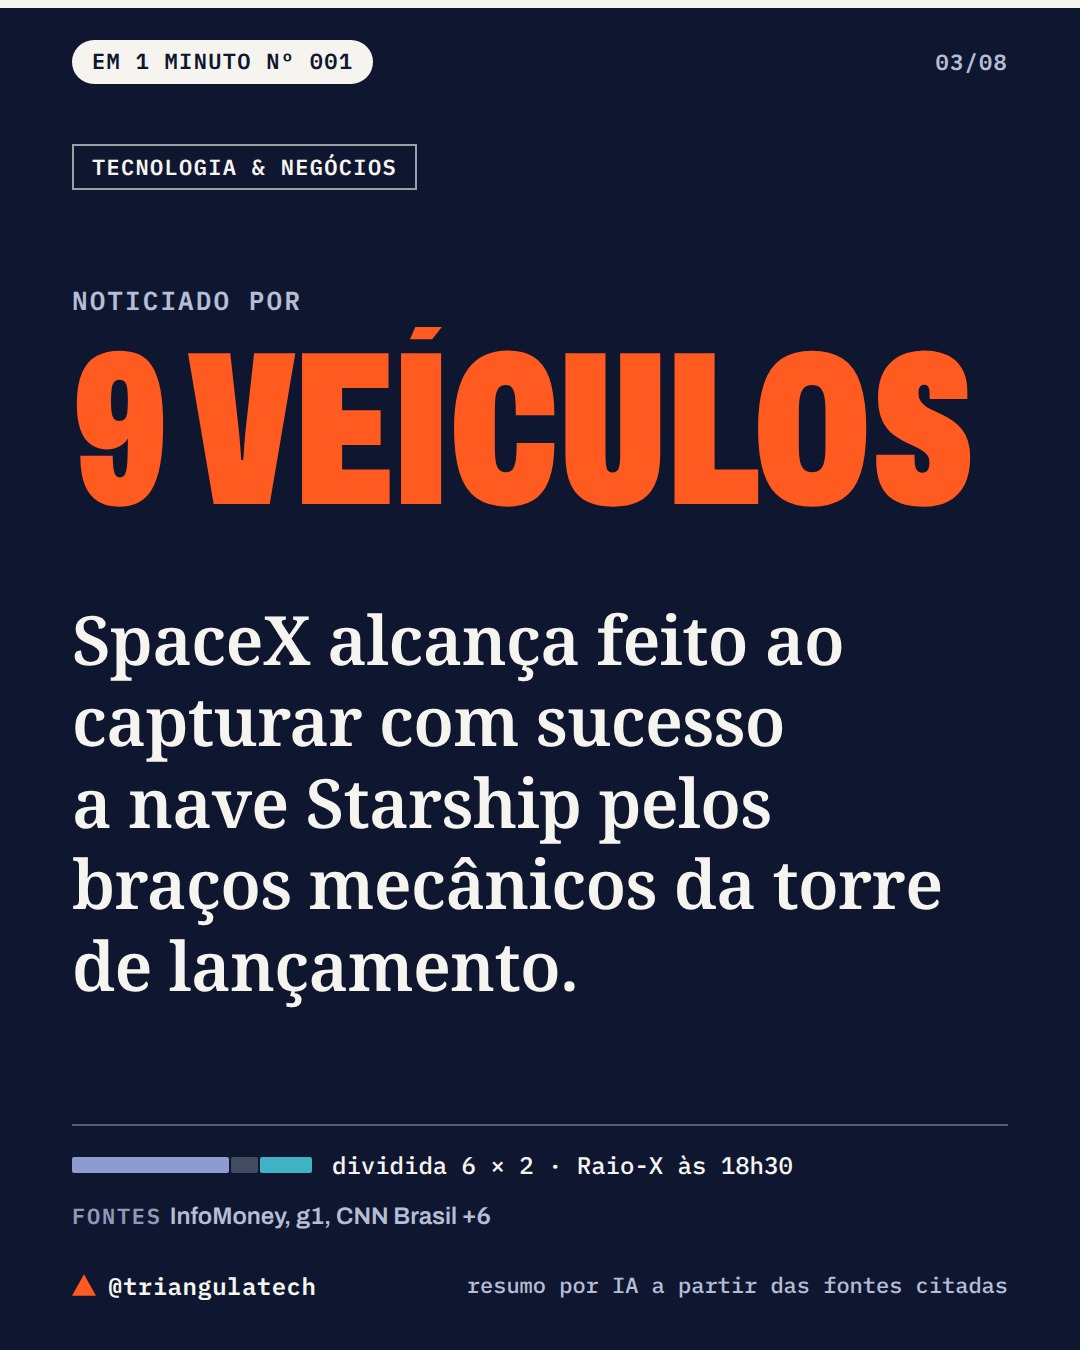 EM 1 MINUTO Nº 001
03/08
TECNOLOGIA & NEGÓCIOS
NOTICIADO POR
9 VEÍCULOS
SpaceX alcança feito ao
capturar com sucesso
a nave Starship pelos
braços mecânicos da torre
de lançamento.
dividida 6 × 2 · Raio-X às 18h30
FONTES InfoMoney, g1, CNN Brasil +6
@triangulatech
resumo por IA a partir das fontes citadas